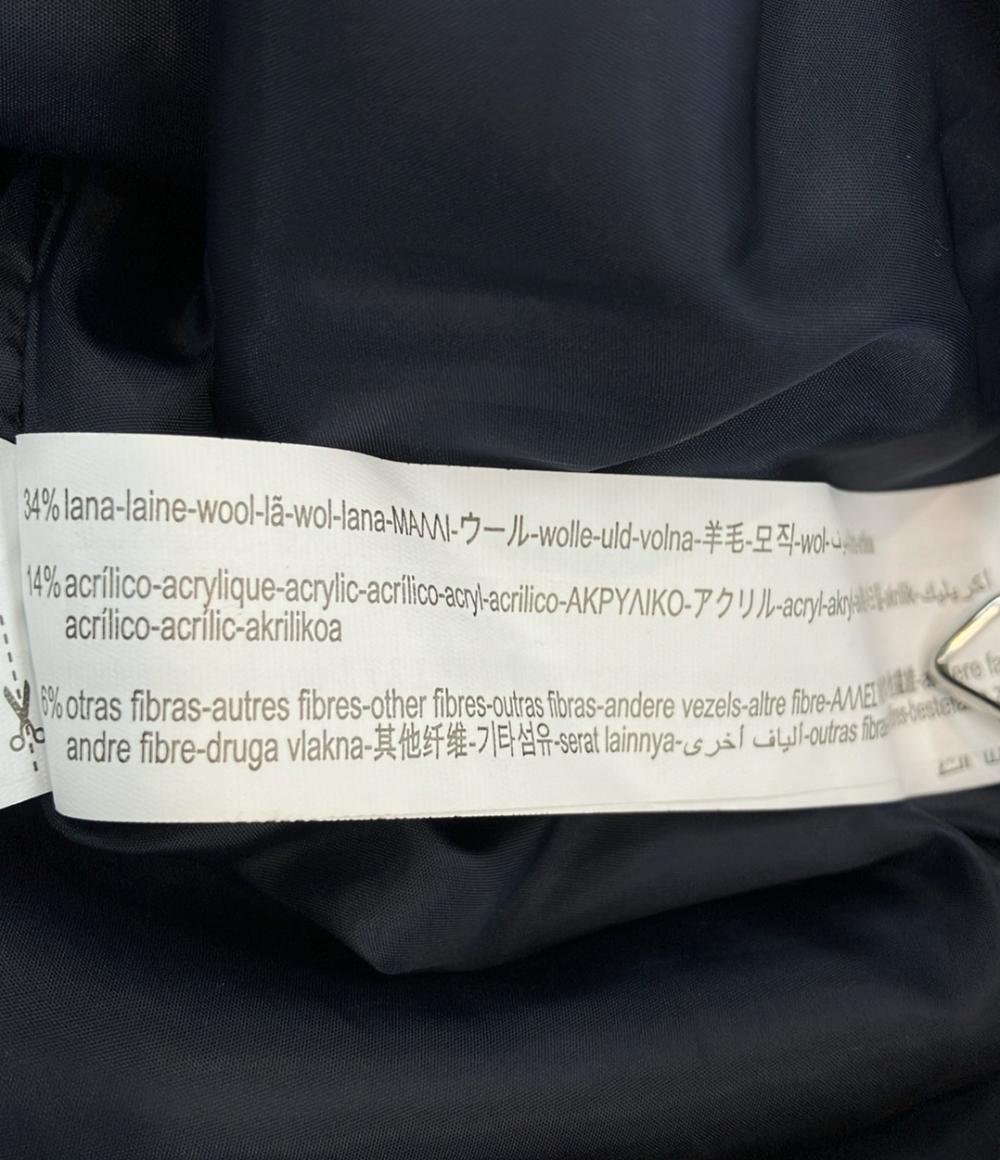 34% lana-laine-wool-lã-wol-lana-ΜΑΛΛΙ-ウール-wolle-uld-volna-羊毛-모직-wol-
14% acrílico-acrylique-acrylic-acrílico-acryl-acrilico-ΑΚΡΥΛΙΚΟ-アクリル-acryl-akryl-
acrílico-acrílic-akrilikoa
6% otras fibras-autres fibres-other fibres-outras fibras-andere vezels-altre fibre-
andre fibre-druga vlakna-其他纤维-기타섬유-serat lainnya-ألياف أخرى-outras